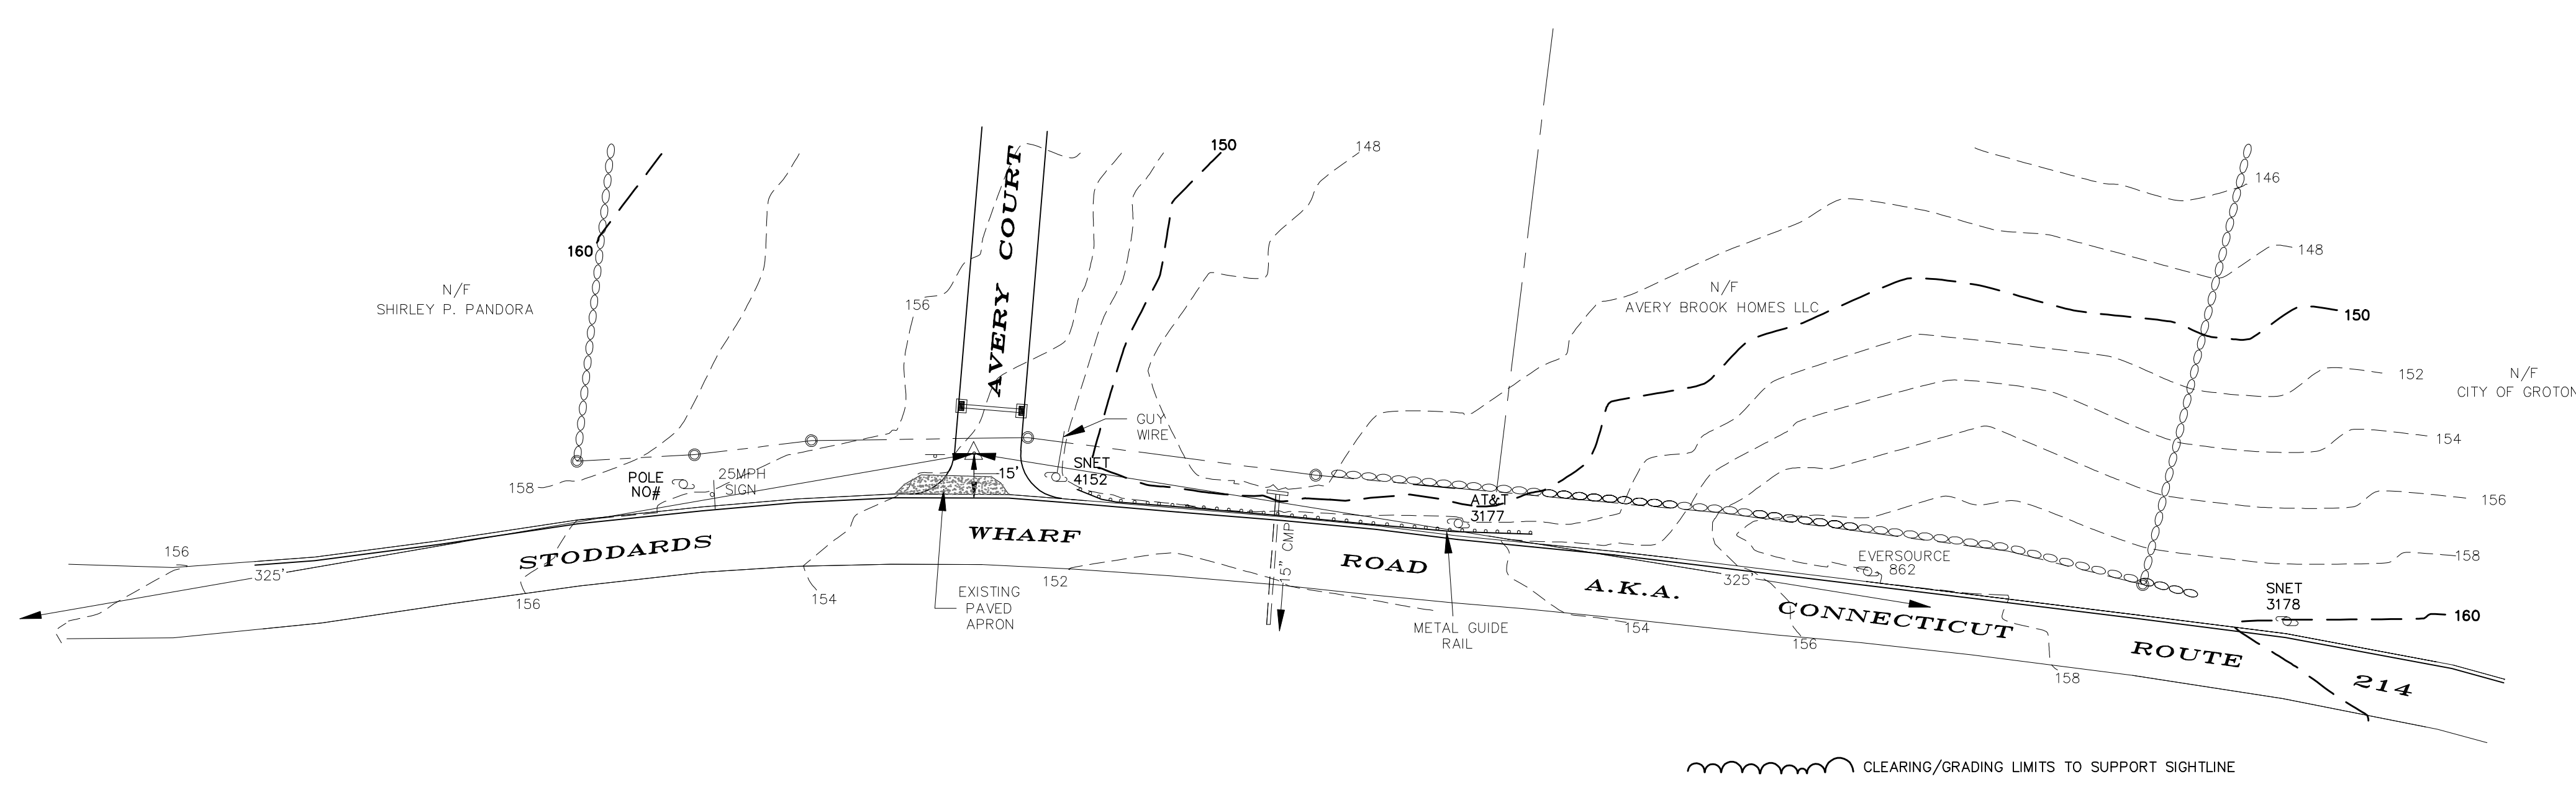 150
148
146
160
148
N/F
SHIRLEY P. PANDORA
156
AVERY COURT
N/F
AVERY BROOK HOMES LLC
150
152
N/F
CITY OF GROTON
GUY
WIRE
154
158
POLE
NO#
25MPH
SIGN
15'
SNET
4152
AT&T
3177
156
156
325'
STODDARDS WHARF ROAD A.K.A. CONNECTICUT ROUTE 214
15" CMP
EVERSOURCE
862
158
325'
152
156
154
EXISTING
PAVED
APRON
METAL GUIDE
RAIL
154
156
158
SNET
3178
160
CLEARING/GRADING LIMITS TO SUPPORT SIGHTLINE